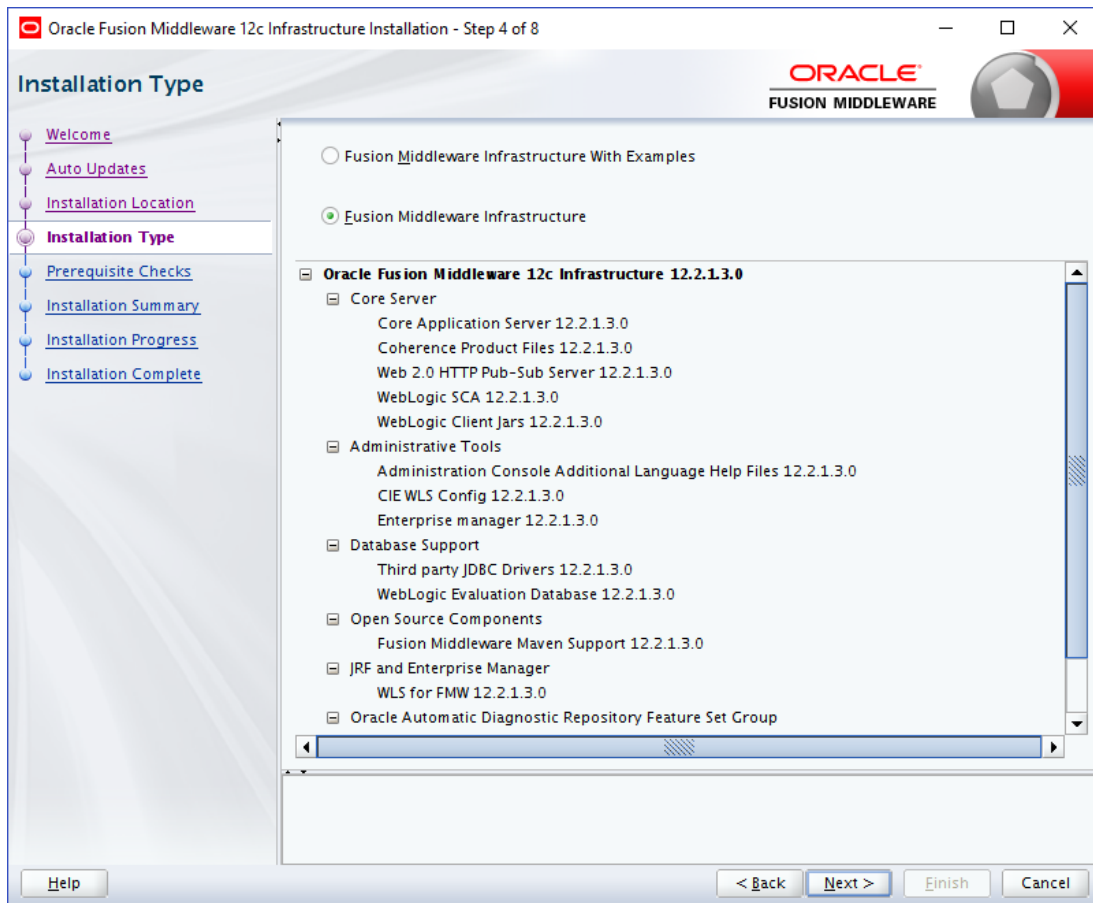 Oracle Fusion Middleware 12c Infrastructure Installation - Step 4 of 8
Installation Type
ORACLE
FUSION MIDDLEWARE
Welcome
Auto Updates
Installation Location
Installation Type
Prerequisite Checks
Installation Summary
Installation Progress
Installation Complete
Fusion Middleware Infrastructure With Examples
Fusion Middleware Infrastructure
Oracle Fusion Middleware 12c Infrastructure 12.2.1.3.0
Core Server
Core Application Server 12.2.1.3.0
Coherence Product Files 12.2.1.3.0
Web 2.0 HTTP Pub-Sub Server 12.2.1.3.0
WebLogic SCA 12.2.1.3.0
WebLogic Client Jars 12.2.1.3.0
Administrative Tools
Administration Console Additional Language Help Files 12.2.1.3.0
CIE WLS Config 12.2.1.3.0
Enterprise manager 12.2.1.3.0
Database Support
Third party JDBC Drivers 12.2.1.3.0
WebLogic Evaluation Database 12.2.1.3.0
Open Source Components
Fusion Middleware Maven Support 12.2.1.3.0
JRF and Enterprise Manager
WLS for FMW 12.2.1.3.0
Oracle Automatic Diagnostic Repository Feature Set Group
Help
< Back
Next >
Finish
Cancel